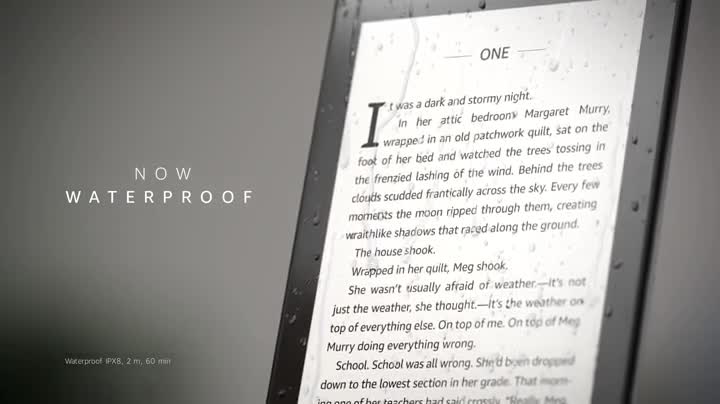 NOW
WATERPROOF
Waterproof IPX8, 2 m, 60 min
ONE
It was a dark and stormy night.
In her attic bedroom Margaret Murry,
wrapped in an old patchwork quilt, sat on the
foot of her bed and watched the trees tossing in
the frenzied lashing of the wind. Behind the trees
clouds scudded frantically across the sky. Every few
moments the moon ripped through them, creating
wraithlike shadows that raced along the ground.
The house shook.
Wrapped in her quilt, Meg shook.
She wasn't usually afraid of weather.—It's not
just the weather, she thought.—It's the weather on
top of everything else. On top of me. On top of Meg
Murry doing everything wrong.
School. School was all wrong. She'd been dropped
down to the lowest section in her grade. That morn-
ing one of her teachers had said crossly, "Really, Meg,